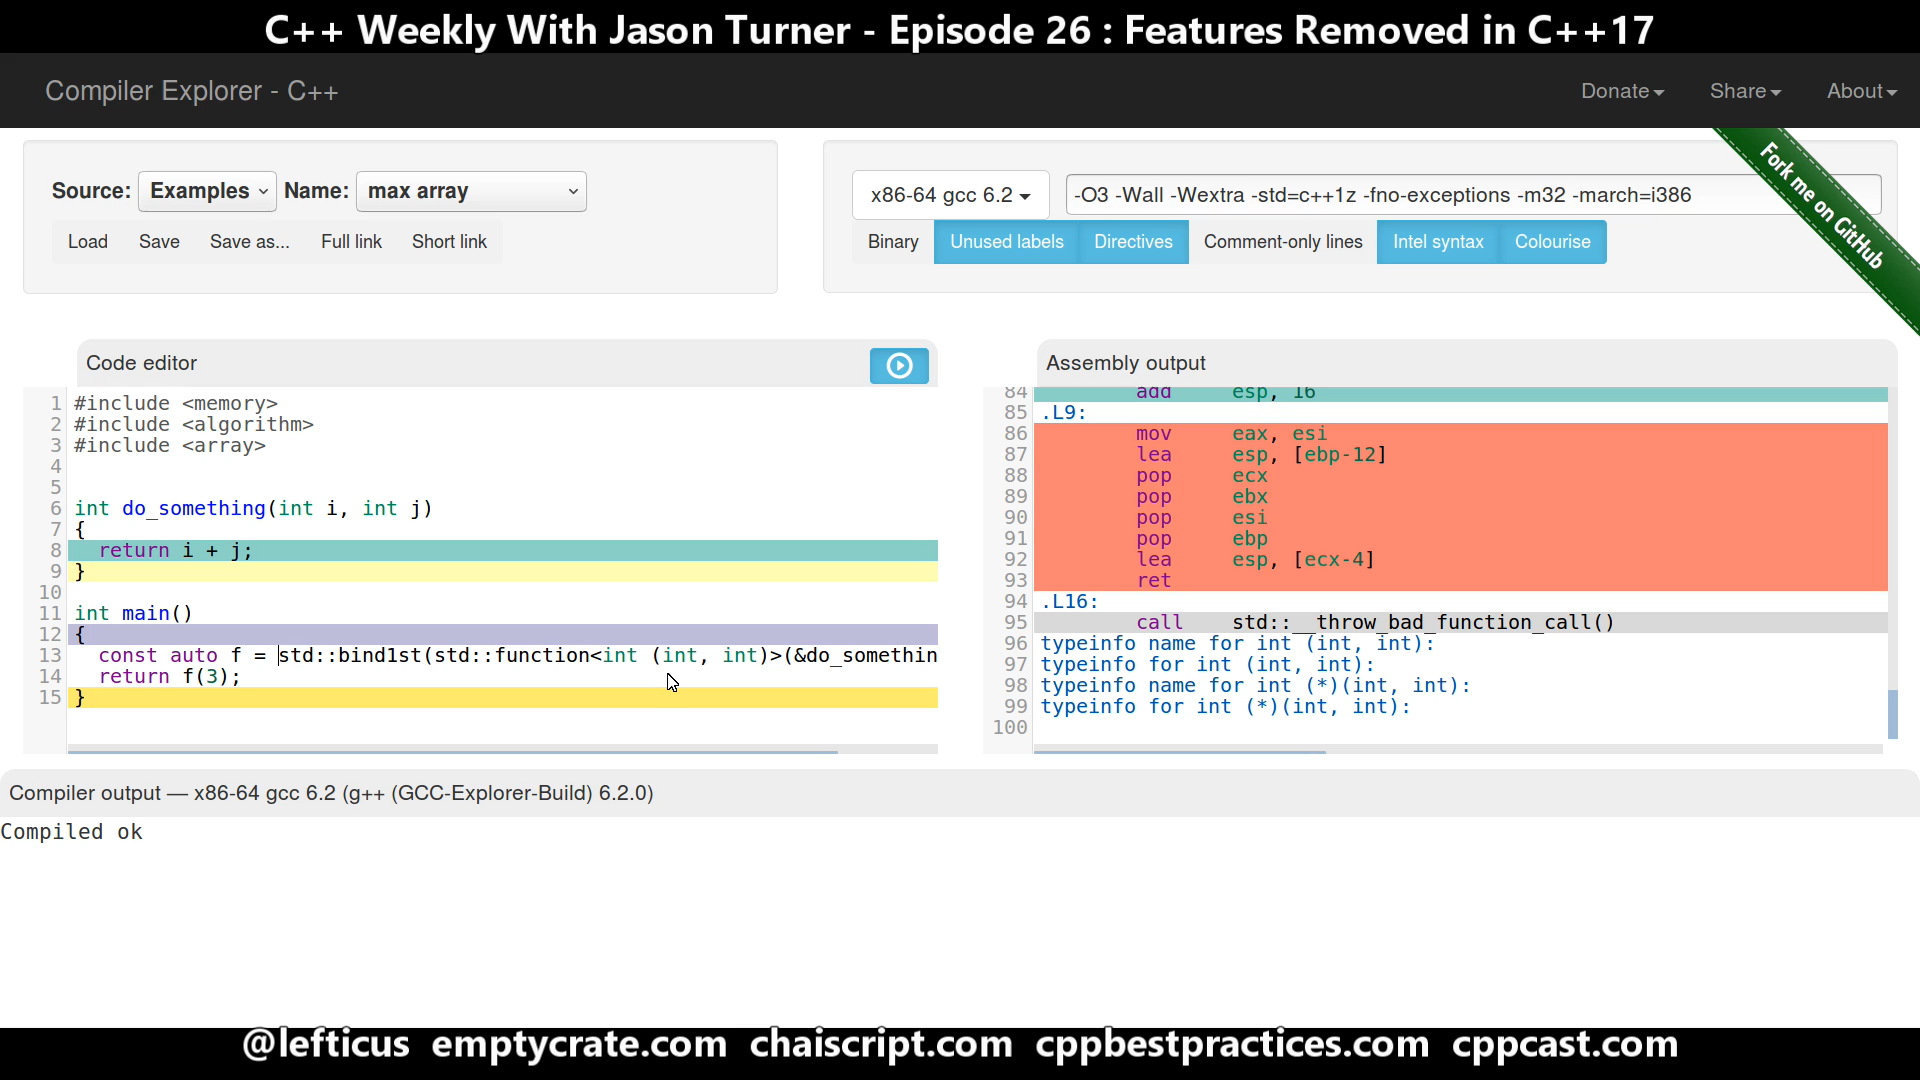 C++ Weekly With Jason Turner - Episode 26 : Features Removed in C++17
Compiler Explorer - C++
Donate
Share
About
Fork me on GitHub
Source: Examples Name: max array
Load Save Save as... Full link Short link
x86-64 gcc 6.2 -O3 -Wall -Wextra -std=c++1z -fno-exceptions -m32 -march=i386
Binary Unused labels Directives Comment-only lines Intel syntax Colourise
Code editor
1 #include <memory>
2 #include <algorithm>
3 #include <array>
4
5
6 int do_something(int i, int j)
7 {
8   return i + j;
9 }
10
11 int main()
12 {
13   const auto f = std::bind1st(std::function<int (int, int)>(&do_somethin
14   return f(3);
15 }
Assembly output
84 add esp, 16
85 .L9:
86 mov eax, esi
87 lea esp, [ebp-12]
88 pop ecx
89 pop ebx
90 pop esi
91 pop ebp
92 lea esp, [ecx-4]
93 ret
94 .L16:
95 call std::__throw_bad_function_call()
96 typeinfo name for int (int, int):
97 typeinfo for int (int, int):
98 typeinfo name for int (*)(int, int):
99 typeinfo for int (*)(int, int):
100
Compiler output — x86-64 gcc 6.2 (g++ (GCC-Explorer-Build) 6.2.0)
Compiled ok
@lefticus emptycrate.com chaiscript.com cppbestpractices.com cppcast.com